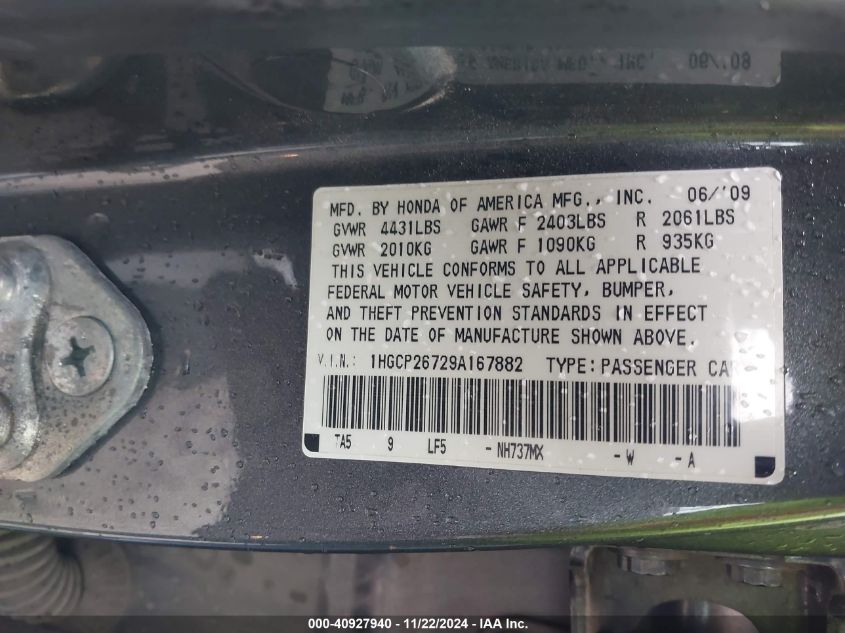 MFD. BY HONDA OF AMERICA MFG., INC. 06/'09
GVWR 4431LBS GAWR F 2403LBS R 2061LBS
GVWR 2010KG GAWR F 1090KG R 935KG
THIS VEHICLE CONFORMS TO ALL APPLICABLE
FEDERAL MOTOR VEHICLE SAFETY, BUMPER,
AND THEFT PREVENTION STANDARDS IN EFFECT
ON THE DATE OF MANUFACTURE SHOWN ABOVE.
V.I.N.: 1HGCP26729A167882 TYPE:PASSENGER CAR
TA5 9 LF5 -NH737MX -W -A
000-40927940 - 11/22/2024 - IAA Inc.